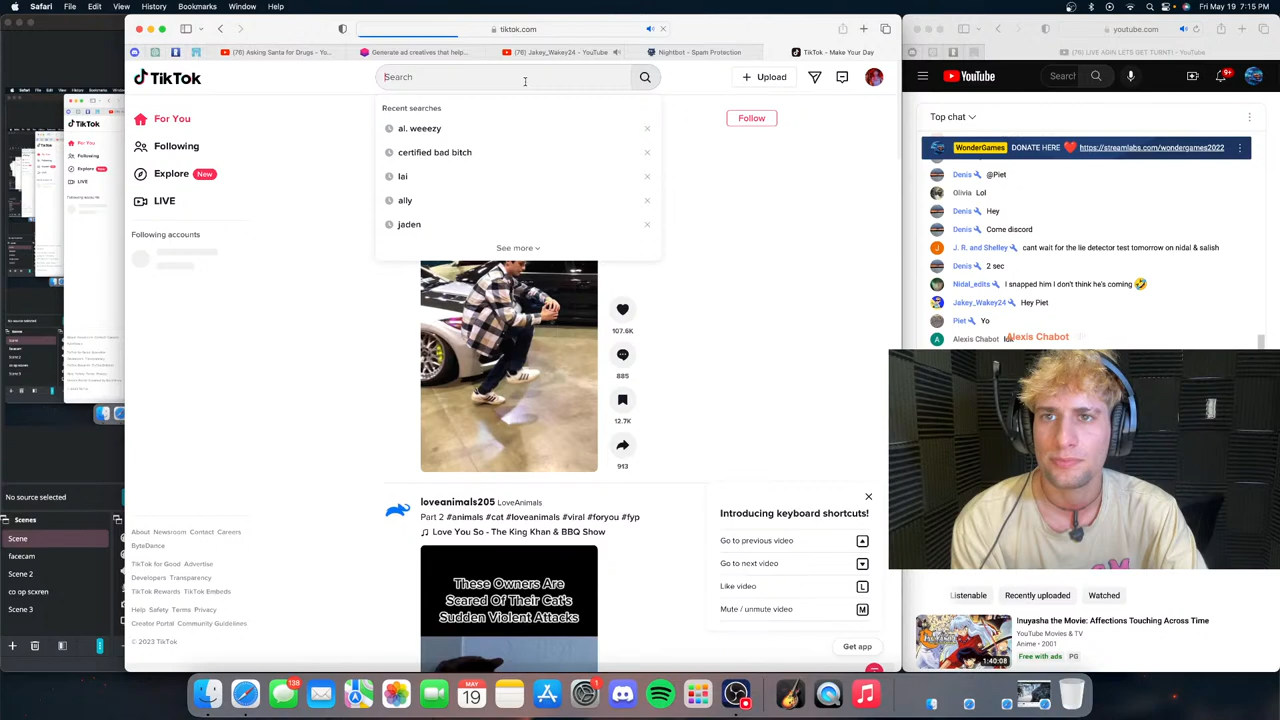 Safari File Edit View History Bookmarks Window Help
Fri May 19 7:15 PM
tiktok.com
youtube.com
(76) Asking Santa for Drugs - Yo...
Generate ad creatives that help...
(76) Jakey_Wakey24 - YouTube
Nightbot - Spam Protection
TikTok - Make Your Day
(76) LIVE AGIN LETS GET TURNT! - YouTube
TikTok
Search
Upload
YouTube
Search
9+
For You
Following
Explore New
LIVE
Following accounts
Recent searches
al. weeezy
certified bad bitch
lai
ally
jaden
See more
Follow
107.6K
885
12.7K
913
loveanimals205 LoveAnimals
Part 2 #animals #cat #loveanimals #viral #foryou #fyp
Love You So - The King Khan & BBQ Show
These Owners Are
Scared Of Their Cat's
Sudden Violent Attacks
Introducing keyboard shortcuts!
Go to previous video
Go to next video
Like video L
Mute / unmute video M
Get app
About Newsroom Contact Careers
ByteDance
TikTok for Good Advertise
Developers Transparency
TikTok Rewards TikTok Embeds
Help Safety Terms Privacy
Creator Portal Community Guidelines
© 2023 TikTok
No source selected
Scenes
Scene
facecam
Scene 2
co op scxren
Scene 3
Top chat
WonderGames DONATE HERE https://streamlabs.com/wondergames2022
Denis @Piet
Olivia Lol
Denis Hey
Denis Come discord
J. R. and Shelley cant wait for the lie detector test tomorrow on nidal & salish
Denis 2 sec
Nidal_edits I snapped him I don't think he's coming
Jakey_Wakey24 Hey Piet
Piet Yo
Alexis Chabot
Alexis Chabot
Listenable Recently uploaded Watched
Inuyasha the Movie: Affections Touching Across Time
YouTube Movies & TV
Anime • 2001
Free with ads PG
1:40:08
138
MAY
19
1